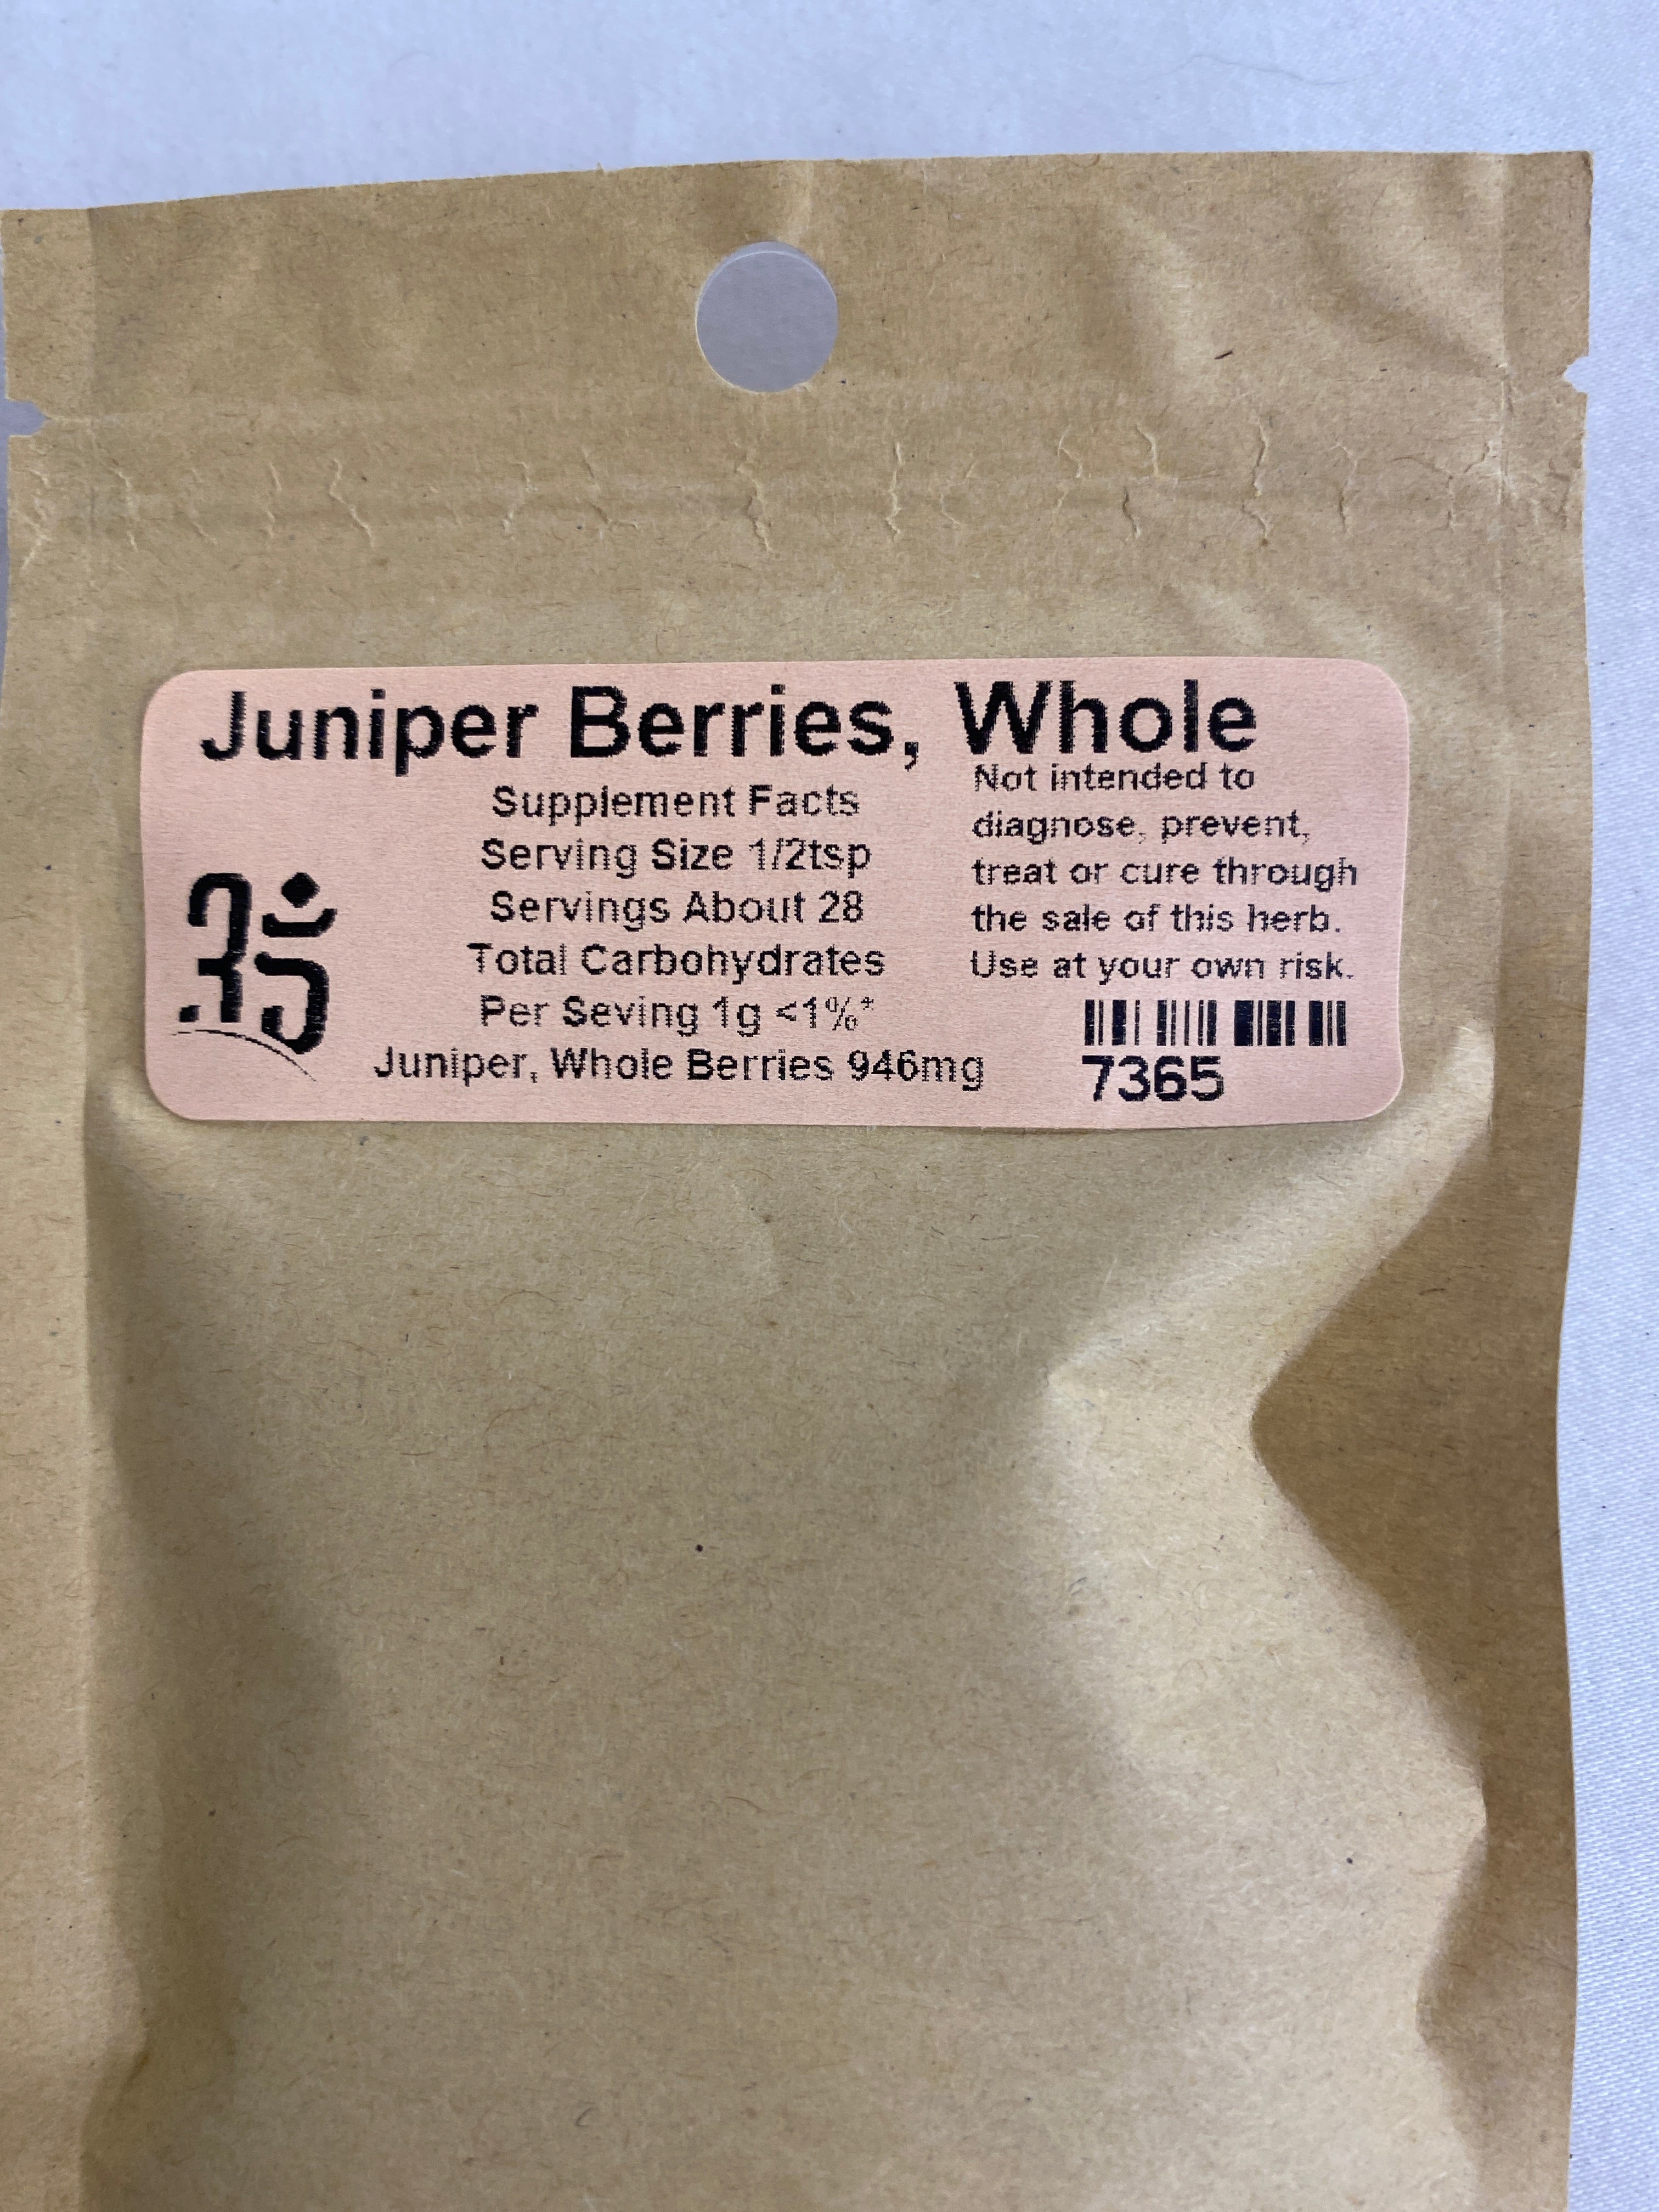 Juniper Berries, Whole
Supplement Facts
Serving Size 1/2tsp
Servings About 28
Total Carbohydrates
Per Seving 1g <1%*
Juniper, Whole Berries 946mg
Not intended to
diagnose, prevent,
treat or cure through
the sale of this herb.
Use at your own risk.
7365